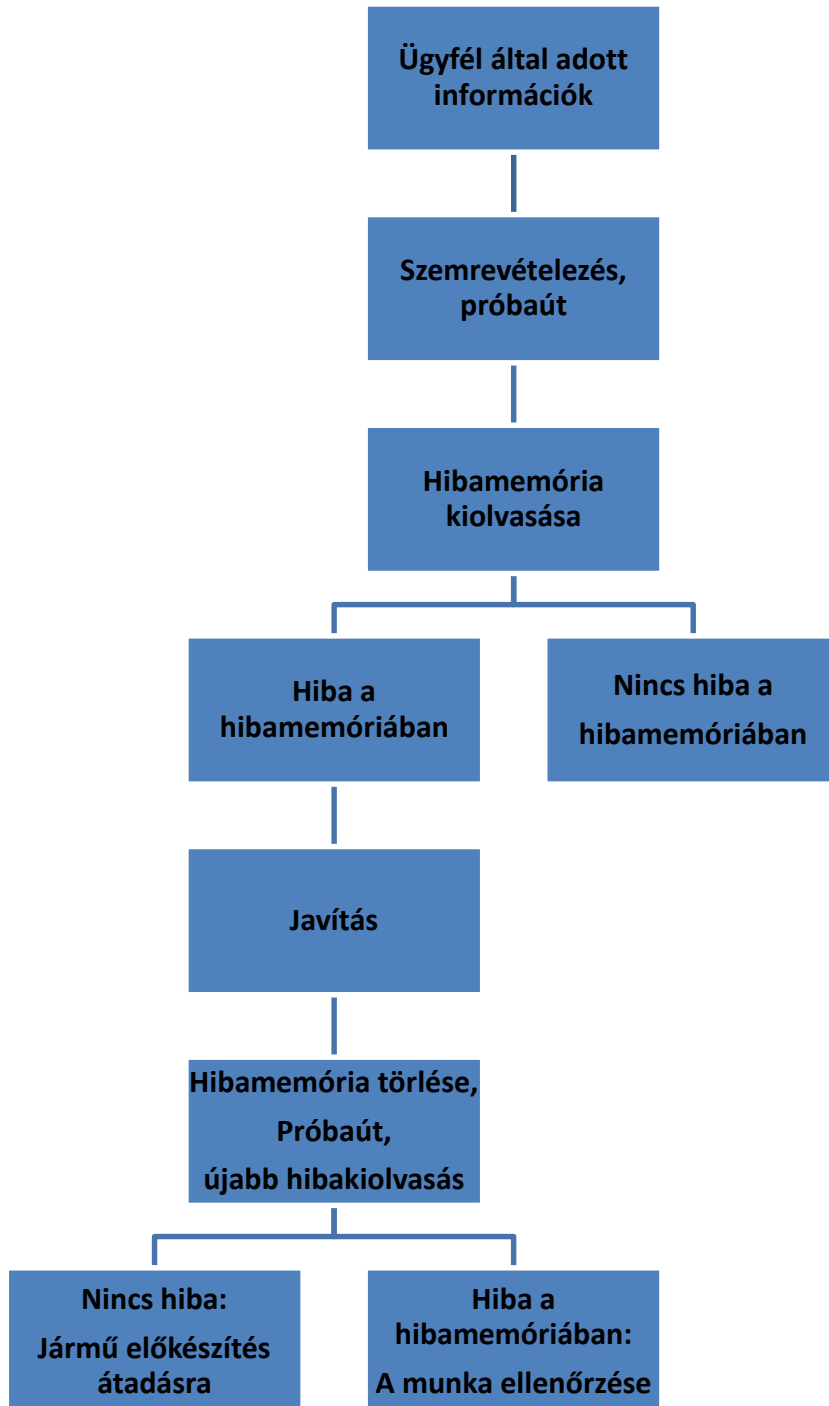 Ügyfél által adott
információk
Szemrevételezés,
próbaút
Hibamemória
kiolvasása
Hiba a
hibamemóriában
Nincs hiba a
hibamemóriában
Javítás
Hibamemória törlése,
Próbaút,
újabb hibakiolvasás
Nincs hiba:
Jármű előkészítés
átadásra
Hiba a
hibamemóriában:
A munka ellenőrzése